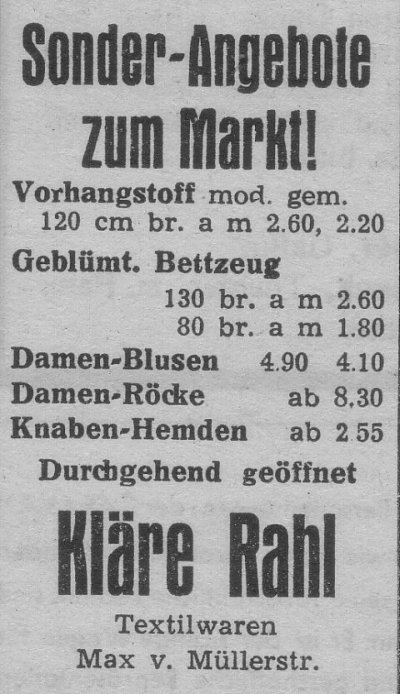 Sonder-Angebote
zum Markt!
Vorhangstoff mod. gem.
120 cm br. a m 2.60, 2.20
Geblümt. Bettzeug
130 br. a m 2.60
80 br. a m 1.80
Damen-Blusen 4.90 4.10
Damen-Röcke ab 8,30
Knaben-Hemden ab 2 55
Durchgehend geöffnet
Kläre Rahl
Textilwaren
Max v. Müllerstr.